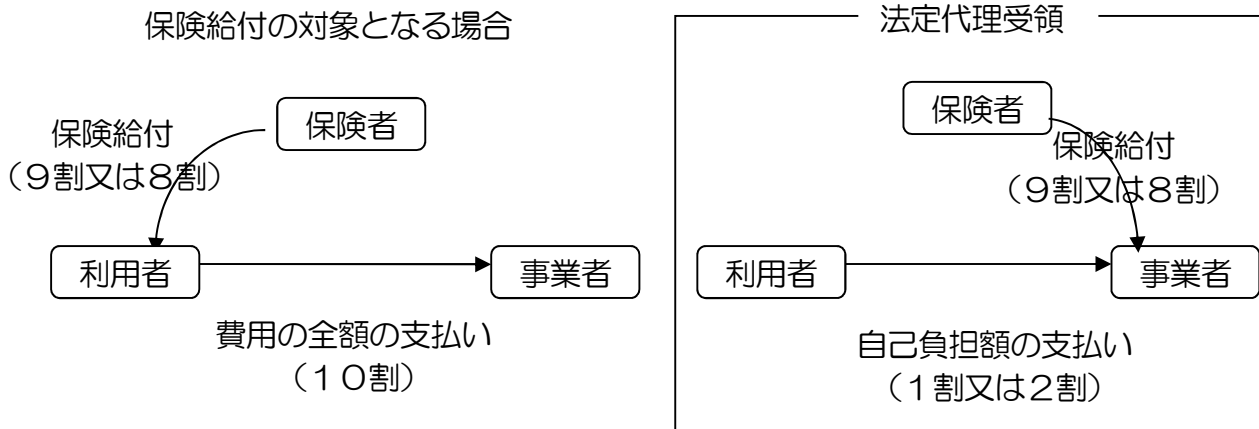 保険給付の対象となる場合
保険者
保険給付
（９割又は８割）
利用者
事業者
費用の全額の支払い
（１０割）
法定代理受領
保険者
保険給付
（９割又は８割）
利用者
事業者
自己負担額の支払い
（１割又は２割）